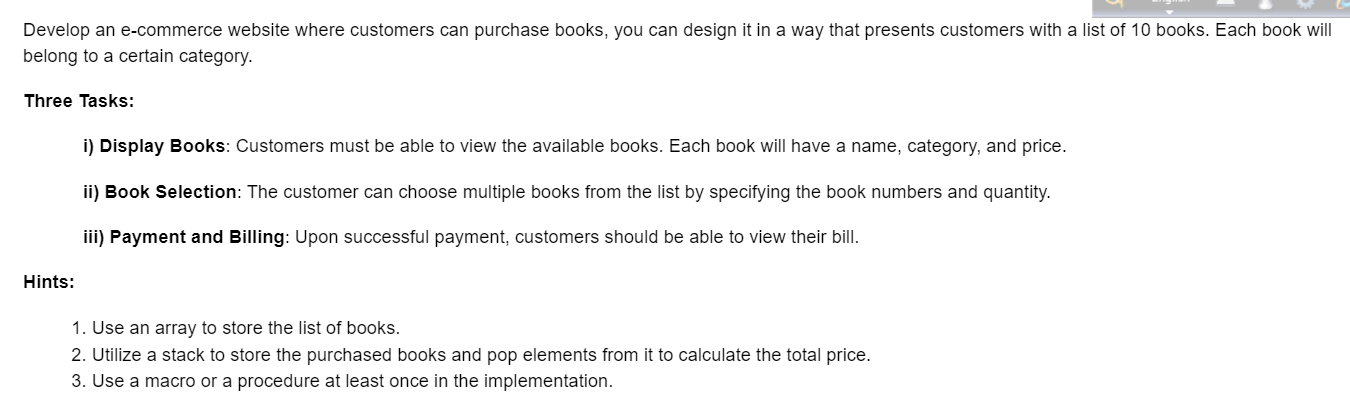 Develop an e-commerce website where customers can purchase books, you can design it in a way that presents customers with a list of 10 books. Each book will
belong to a certain category.
Three Tasks:
i) Display Books: Customers must be able to view the available books. Each book will have a name, category, and price.
ii) Book Selection: The customer can choose multiple books from the list by specifying the book numbers and quantity.
iii) Payment and Billing: Upon successful payment, customers should be able to view their bill.
Hints:
1. Use an array to store the list of books.
2. Utilize a stack to store the purchased books and pop elements from it to calculate the total price.
3. Use a macro or a procedure at least once in the implementation.